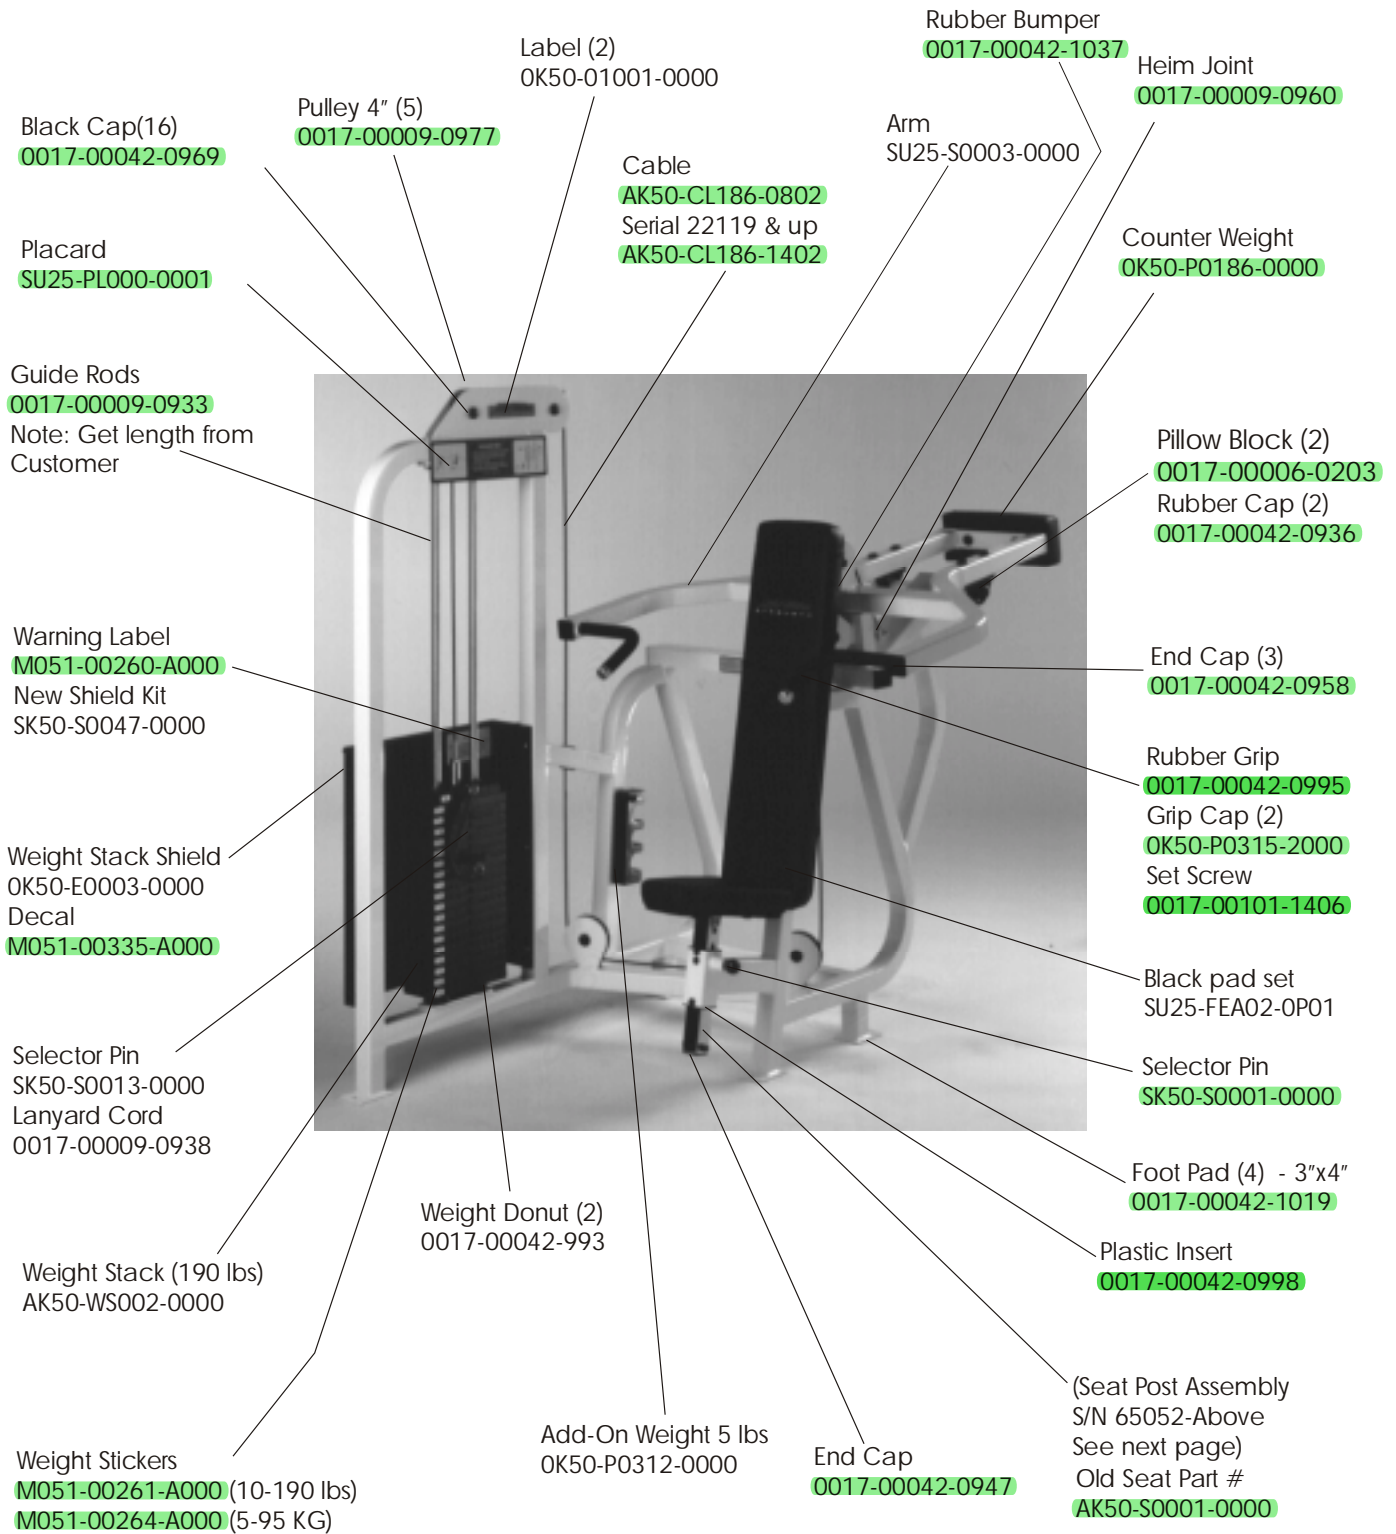 Rubber Bumper
0017-00042-1037
Label (2)
0K50-01001-0000
Heim Joint
0017-00009-0960
Pulley 4" (5)
0017-00009-0977
Black Cap(16)
0017-00042-0969
Arm
SU25-S0003-0000
Cable
AK50-CL186-0802
Serial 22119 & up
AK50-CL186-1402
Placard
SU25-PL000-0001
Counter Weight
0K50-P0186-0000
Guide Rods
0017-00009-0933
Note: Get length from
Customer
Pillow Block (2)
0017-00006-0203
Rubber Cap (2)
0017-00042-0936
Warning Label
M051-00260-A000
New Shield Kit
SK50-S0047-0000
End Cap (3)
0017-00042-0958
Rubber Grip
0017-00042-0995
Grip Cap (2)
0K50-P0315-2000
Set Screw
0017-00101-1406
Weight Stack Shield
0K50-E0003-0000
Decal
M051-00335-A000
Black pad set
SU25-FEA02-0P01
Selector Pin
SK50-S0013-0000
Lanyard Cord
0017-00009-0938
Selector Pin
SK50-S0001-0000
Foot Pad (4)  - 3"x4"
0017-00042-1019
Weight Donut (2)
0017-00042-993
Plastic Insert
0017-00042-0998
Weight Stack (190 lbs)
AK50-WS002-0000
(Seat Post Assembly
S/N 65052-Above
See next page)
Old Seat Part #
AK50-S0001-0000
Add-On Weight 5 lbs
0K50-P0312-0000
End Cap
0017-00042-0947
Weight Stickers
M051-00261-A000 (10-190 lbs)
M051-00264-A000 (5-95 KG)